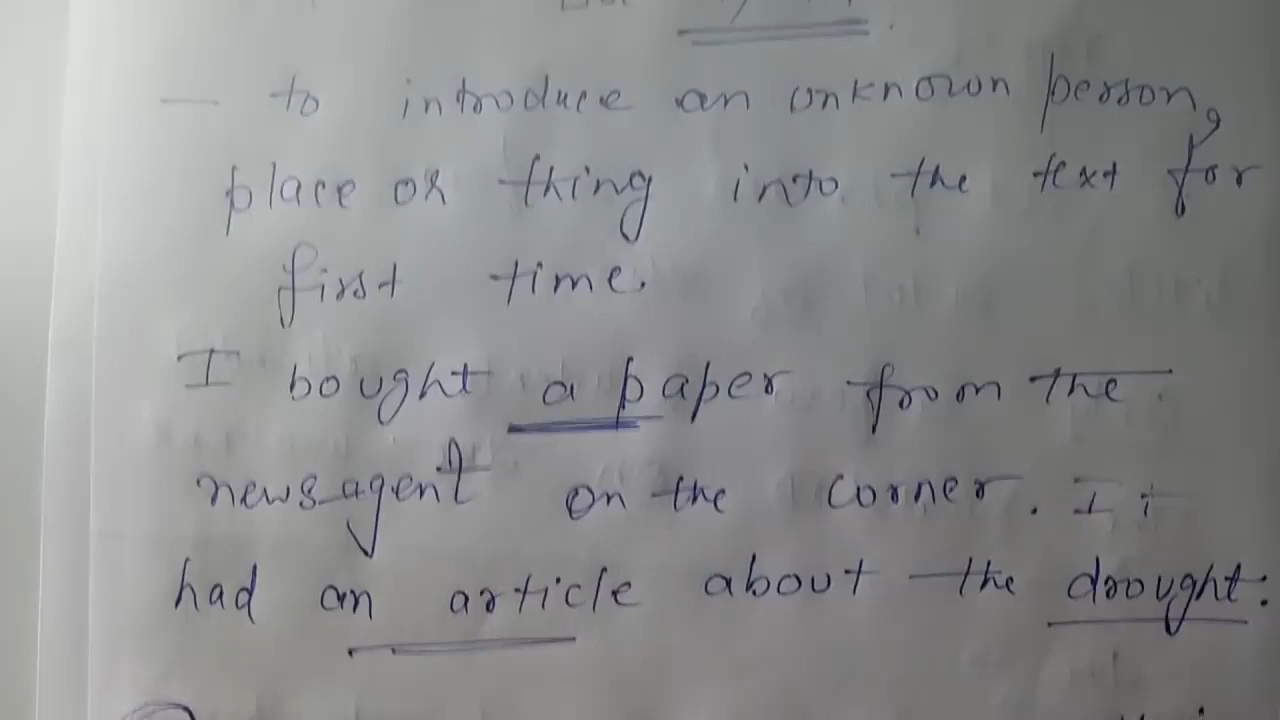 — to introduce an unknown person,
place or thing into the text for
first time.
I bought a paper from the
newsagent on the corner. It
had an article about the drought.